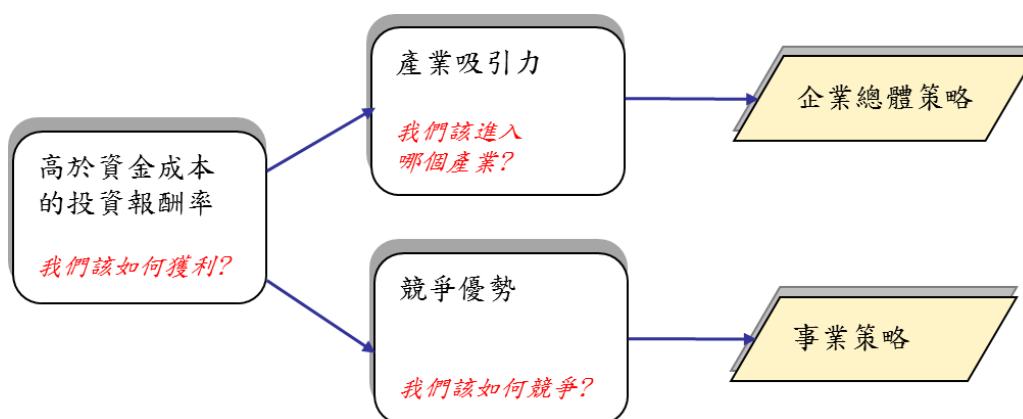 高於資金成本
的投資報酬率
我們該如何獲利?
產業吸引力
我們該進入
哪個產業?
企業總體策略
競爭優勢
我們該如何競爭?
事業策略